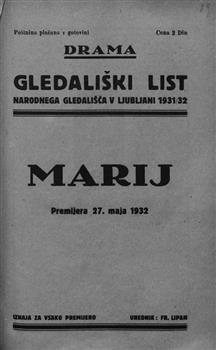 Poštnina plačana v gotovini Cena 2 Din
DRAMA
GLEDALIŠKI LIST
NARODNEGA GLEDALIŠČA V LJUBLJANI 1931/32
MARIJ
Premijera 27. maja 1932
IZHAJA ZA VSAKO PREMIJERO UREDNIK: FR. LIPAH